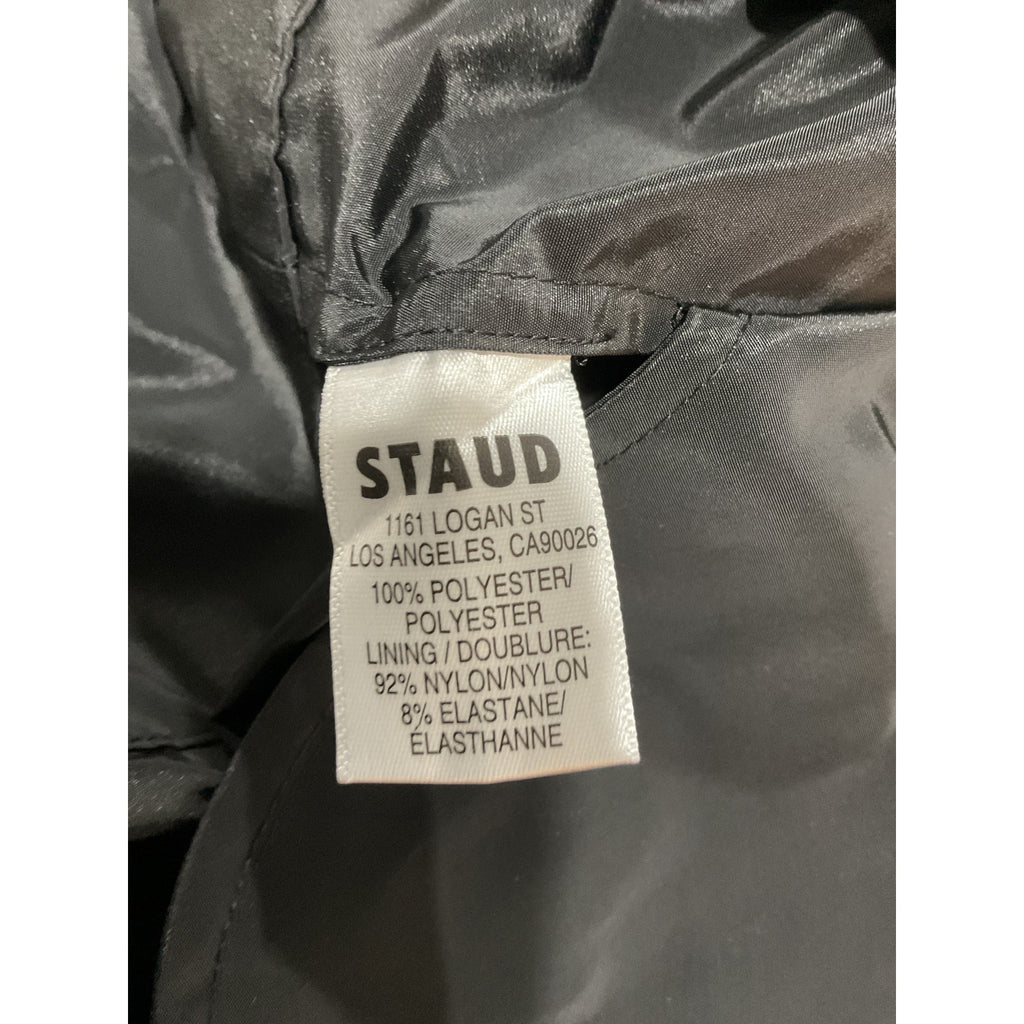 STAUD
1161 LOGAN ST
LOS ANGELES, CA90026
100% POLYESTER/
POLYESTER
LINING / DOUBLURE:
92% NYLON/NYLON
8% ELASTANE/
ELASTHANNE